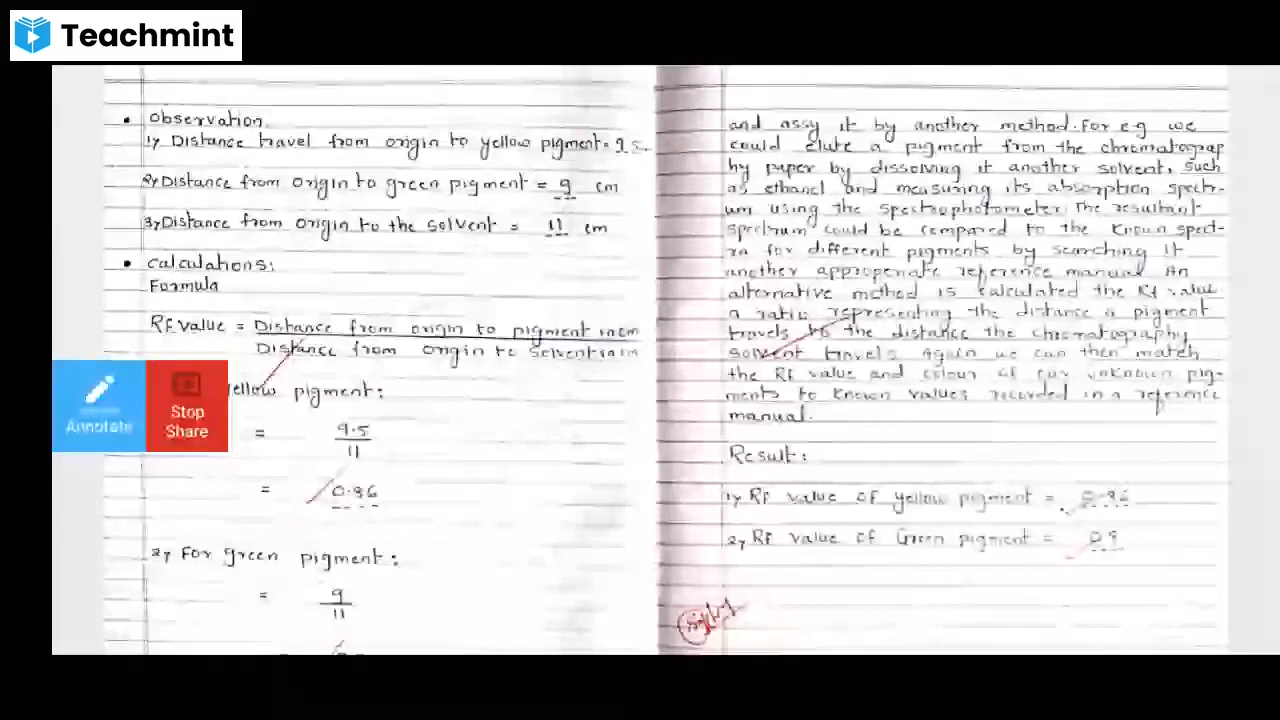 Teachmint
• Observation.
1) Distance travel from origin to yellow pigment = 9.5
2) Distance from origin to green pigment = 9 cm
3) Distance from origin to the solvent = 11 cm
• Calculations:
Formula
Rf value = Distance from origin to pigment in cm
Distance from origin to solvent in
yellow pigment:
= 9.5
11
= 0.86
2) For green pigment:
= 9
11
Annotate
Stop
Share
and assy it by another method. For e.g we
could elute a pigment from the chromatograp
hy paper by dissolving it another solvent, such
as ethanol and measuring its absorption spectr-
um using the spectrophotometer. The resultant
spectrum could be compared to the known spect-
ra for different pigments by searching it
another reference manual. An
alternative method is calculated the Rf value
a ratio representing the distance a pigment
travels to the distance the chromatography
solvent travels. Again we can then match
the Rf value and colour of our unknown pig-
ments to known values recorded in a reference
manual.
Result:
1) Rf value of yellow pigment = 0.86
2) Rf value of Green pigment =